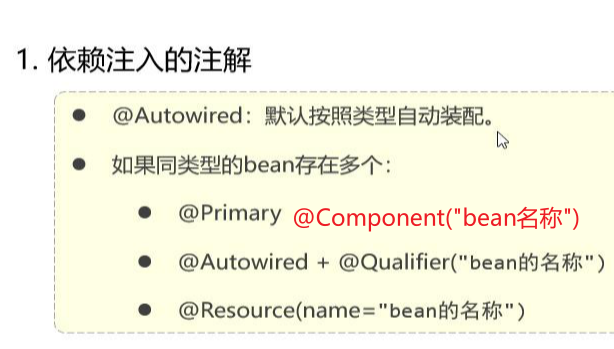 1. 依赖注入的注解
@Autowired：默认按照类型自动装配。
如果同类型的bean存在多个：
@Primary @Component("bean名称")
@Autowired + @Qualifier("bean的名称")
@Resource(name="bean的名称")